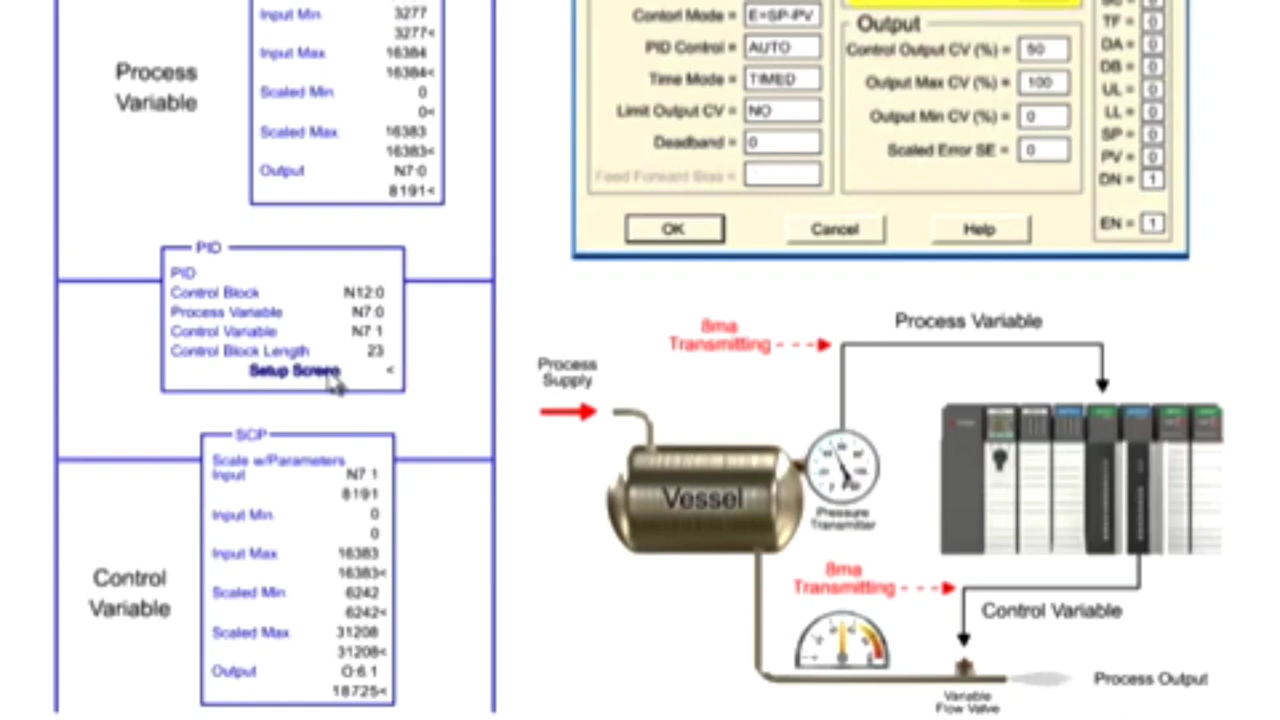 Input Min 3277
3277<
Input Max 16384
16384<
Scaled Min 0
0<
Scaled Max 16383
16383<
Output N7:0
8191<
Process
Variable
PID
PID
Control Block N12:0
Process Variable N7:0
Control Variable N7:1
Control Block Length 23
Setup Screen <
SCP
Scale w/Parameters
Input N7:1
8191
Input Min 0
0
Input Max 16383
16383<
Scaled Min 6242
6242<
Scaled Max 31208
31208<
Output O:6.1
18725<
Control
Variable
Contorl Mode = E=SP-PV
PID Control = AUTO
Time Mode = TIMED
Limit Output CV = NO
Deadband = 0
Feed Forward Bias =
Output
Control Output CV (%) = 50
Output Max CV (%) = 100
Output Min CV (%) = 0
Scaled Error SE = 0
TF = 0
DA = 0
DB = 0
UL = 0
LL = 0
SP = 0
PV = 0
DN = 1
EN = 1
OK Cancel Help
8ma
Transmitting
Process Variable
Process
Supply
Vessel
Pressure
Transmitter
8ma
Transmitting
Control Variable
Process Output
Variable
Flow Valve